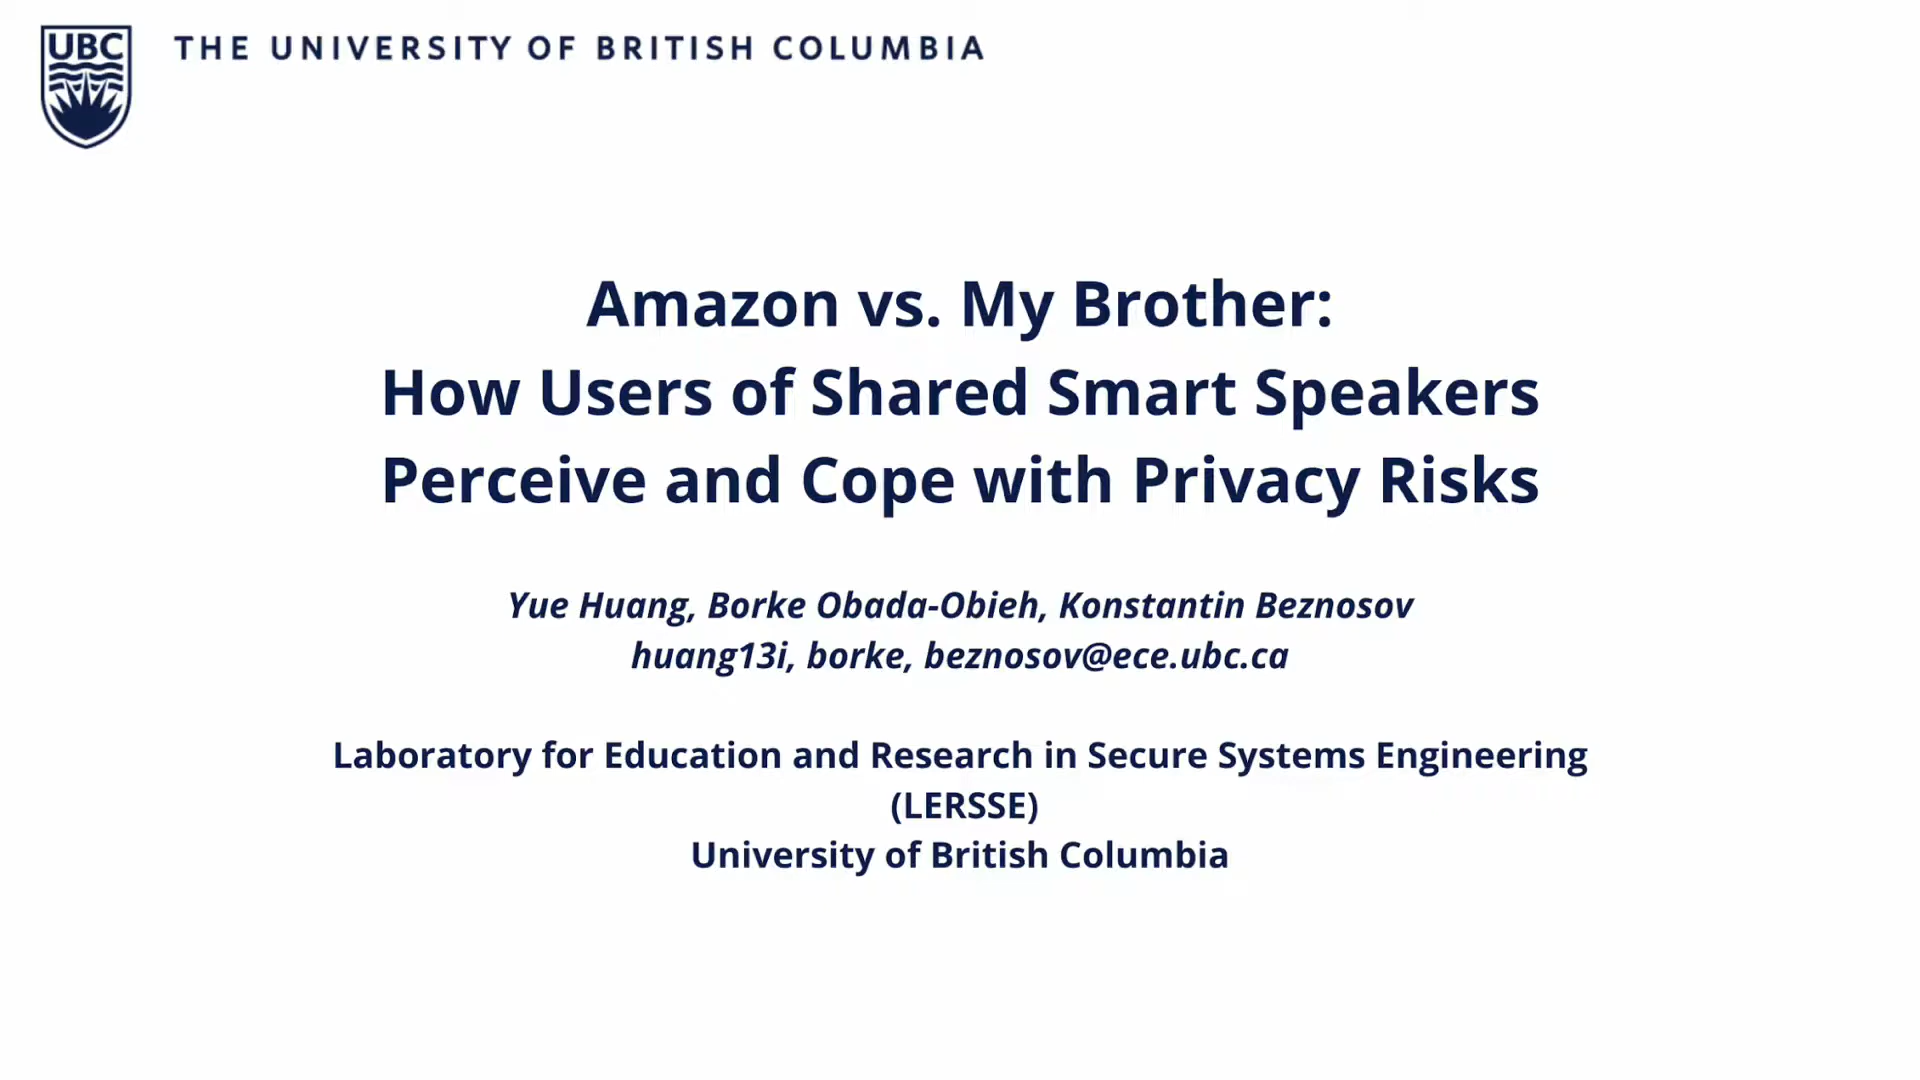 UBC
THE UNIVERSITY OF BRITISH COLUMBIA
Amazon vs. My Brother:
How Users of Shared Smart Speakers
Perceive and Cope with Privacy Risks
Yue Huang, Borke Obada-Obieh, Konstantin Beznosov
huang13i, borke, beznosov@ece.ubc.ca
Laboratory for Education and Research in Secure Systems Engineering
(LERSSE)
University of British Columbia